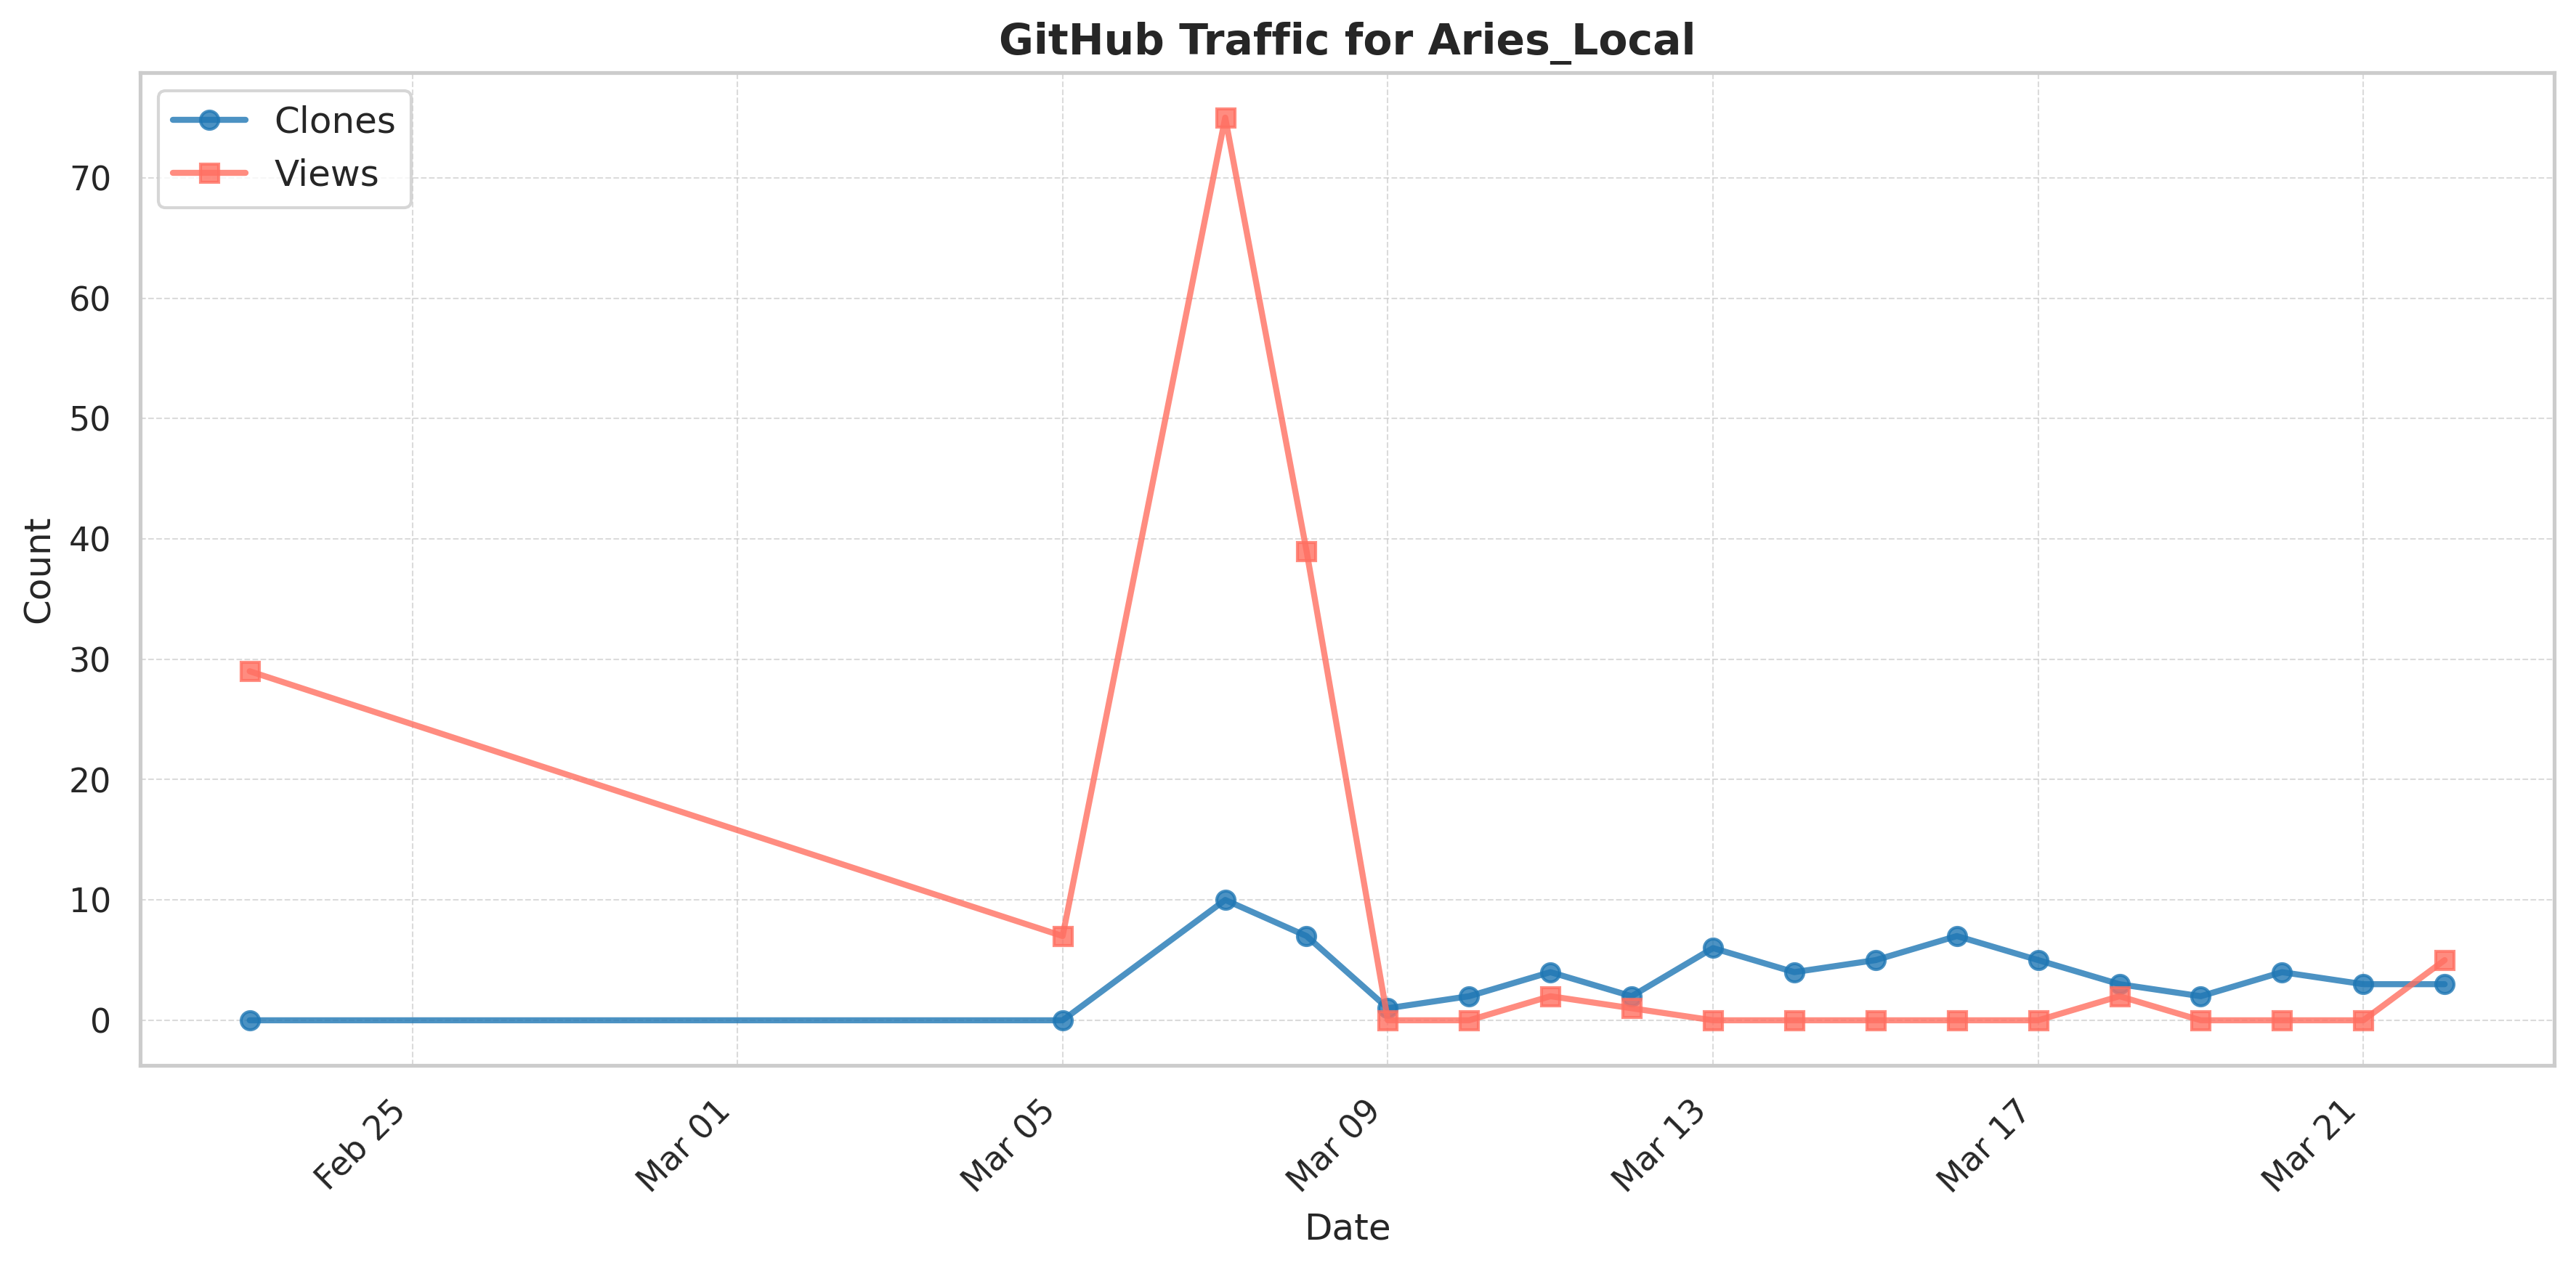 GitHub Traffic for Aries_Local
Clones
Views
70
60
50
40
30
20
10
0
Count
Feb 25
Mar 01
Mar 05
Mar 09
Mar 13
Mar 17
Mar 21
Date